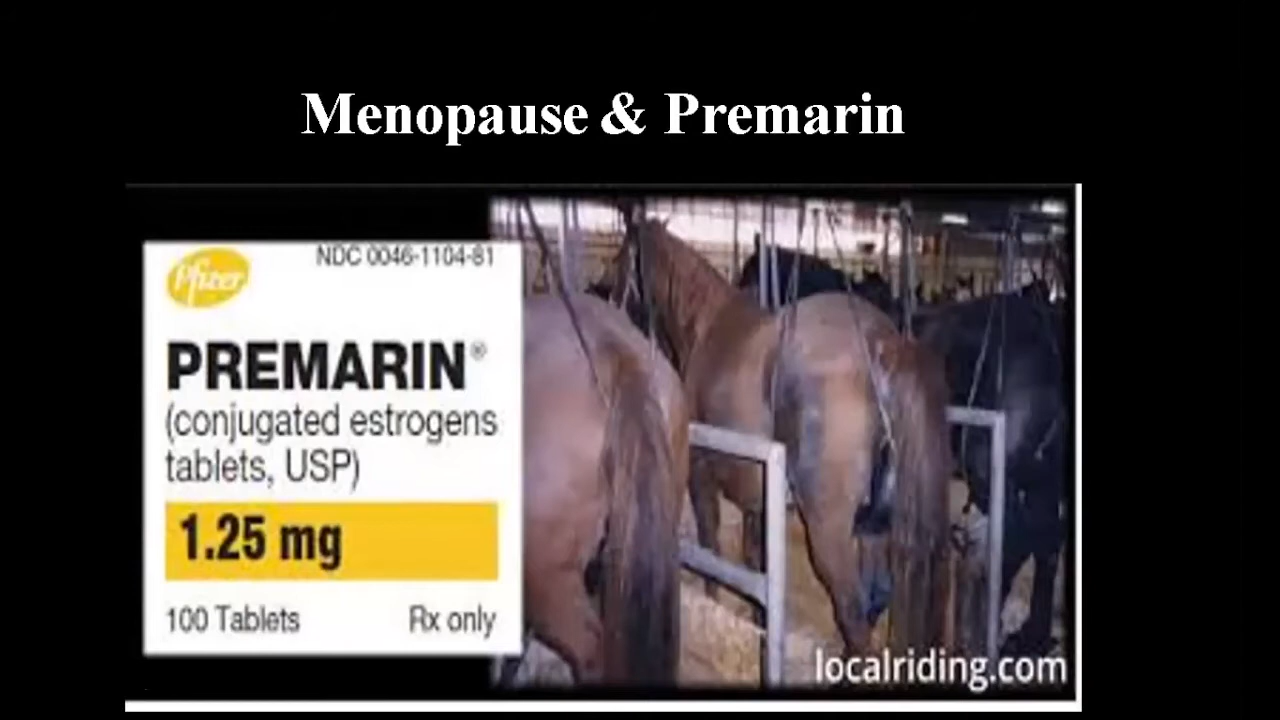 Menopause & Premarin
Pfizer
NDC 0046-1104-81
PREMARIN®
(conjugated estrogens
tablets, USP)
1.25 mg
100 Tablets Rx only
localriding.com